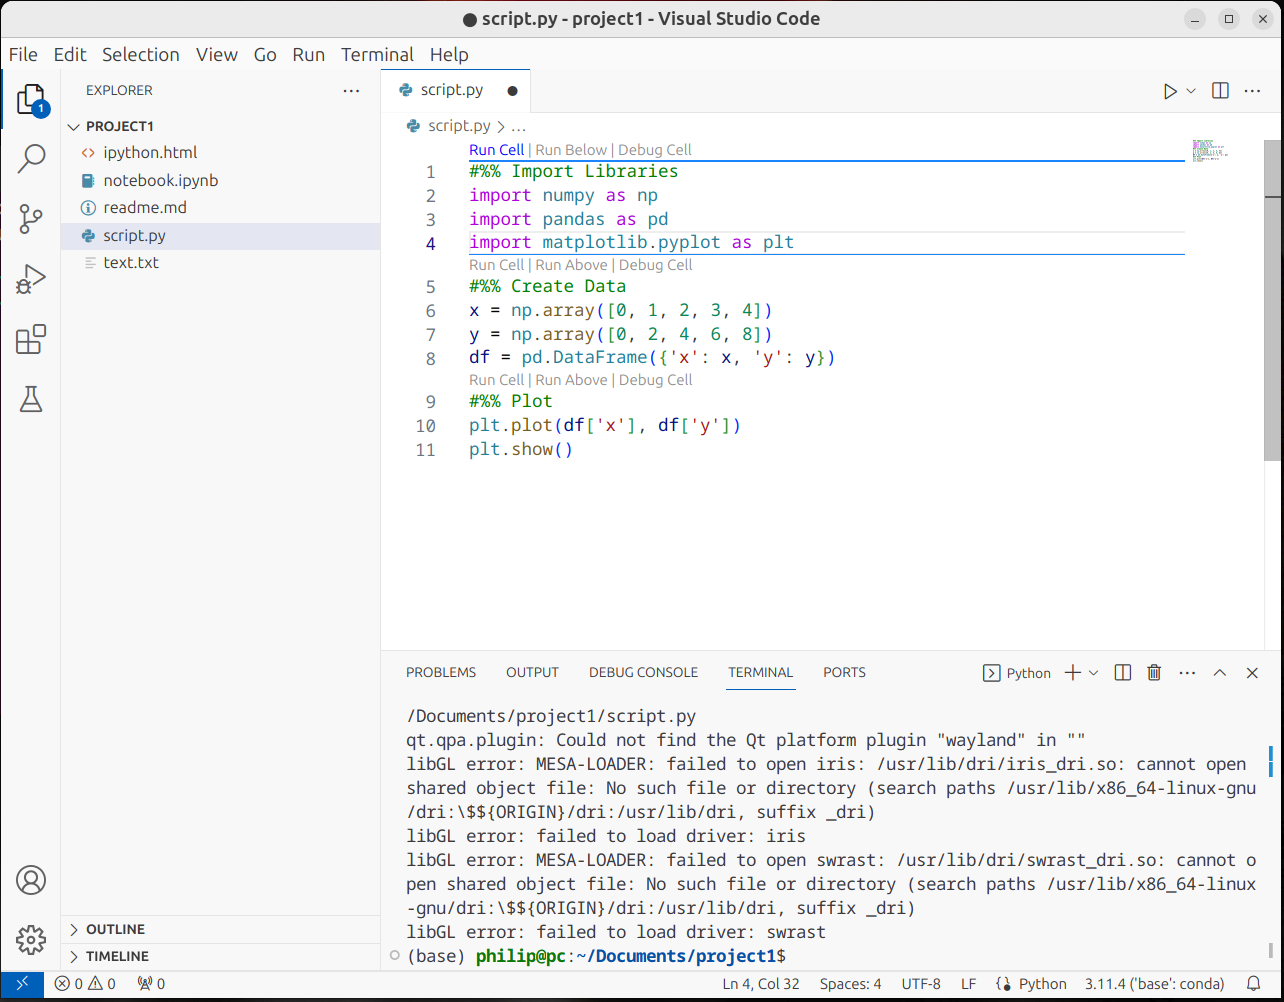 ● script.py - project1 - Visual Studio Code
File Edit Selection View Go Run Terminal Help
EXPLORER
PROJECT1
ipython.html
notebook.ipynb
readme.md
script.py
text.txt
OUTLINE
TIMELINE
1
script.py
script.py > ...
Run Cell | Run Below | Debug Cell
1 #%% Import Libraries
2 import numpy as np
3 import pandas as pd
4 import matplotlib.pyplot as plt
Run Cell | Run Above | Debug Cell
5 #%% Create Data
6 x = np.array([0, 1, 2, 3, 4])
7 y = np.array([0, 2, 4, 6, 8])
8 df = pd.DataFrame({'x': x, 'y': y})
Run Cell | Run Above | Debug Cell
9 #%% Plot
10 plt.plot(df['x'], df['y'])
11 plt.show()
PROBLEMS OUTPUT DEBUG CONSOLE TERMINAL PORTS
Python
/Documents/project1/script.py
qt.qpa.plugin: Could not find the Qt platform plugin "wayland" in ""
libGL error: MESA-LOADER: failed to open iris: /usr/lib/dri/iris_dri.so: cannot open
shared object file: No such file or directory (search paths /usr/lib/x86_64-linux-gnu
/dri:\$${ORIGIN}/dri:/usr/lib/dri, suffix _dri)
libGL error: failed to load driver: iris
libGL error: MESA-LOADER: failed to open swrast: /usr/lib/dri/swrast_dri.so: cannot o
pen shared object file: No such file or directory (search paths /usr/lib/x86_64-linux
-gnu/dri:\$${ORIGIN}/dri:/usr/lib/dri, suffix _dri)
libGL error: failed to load driver: swrast
(base) philip@pc:~/Documents/project1$
0 0 0 Ln 4, Col 32 Spaces: 4 UTF-8 LF Python 3.11.4 ('base': conda)